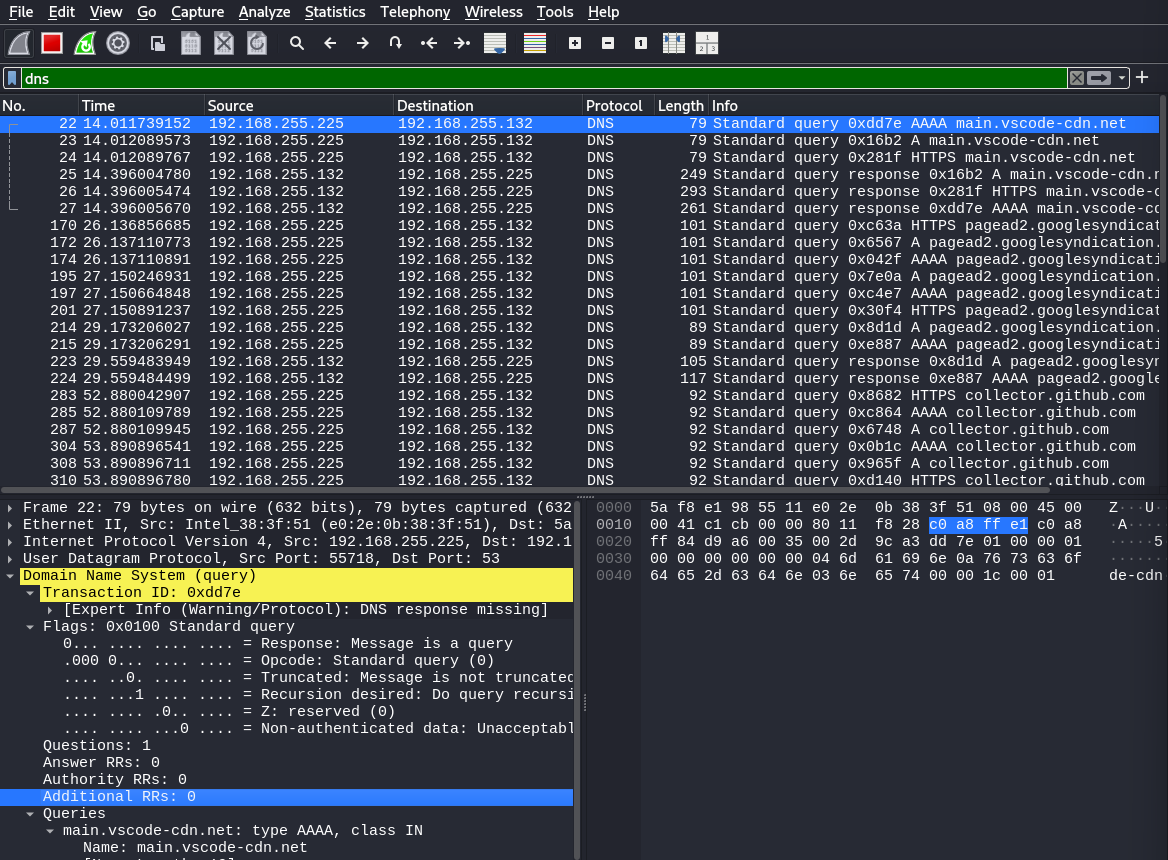 File Edit View Go Capture Analyze Statistics Telephony Wireless Tools Help
dns
No. Time Source Destination Protocol Length Info
22 14.011739152 192.168.255.225 192.168.255.132 DNS 79 Standard query 0xdd7e AAAA main.vscode-cdn.net
23 14.012089573 192.168.255.225 192.168.255.132 DNS 79 Standard query 0x16b2 A main.vscode-cdn.net
24 14.012089767 192.168.255.225 192.168.255.132 DNS 79 Standard query 0x281f HTTPS main.vscode-cdn.net
25 14.396004780 192.168.255.132 192.168.255.225 DNS 249 Standard query response 0x16b2 A main.vscode-cdn.n
26 14.396005474 192.168.255.132 192.168.255.225 DNS 293 Standard query response 0x281f HTTPS main.vscode-c
27 14.396005670 192.168.255.132 192.168.255.225 DNS 261 Standard query response 0xdd7e AAAA main.vscode-cd
170 26.136856685 192.168.255.225 192.168.255.132 DNS 101 Standard query 0xc63a HTTPS pagead2.googlesyndicat
172 26.137110773 192.168.255.225 192.168.255.132 DNS 101 Standard query 0x6567 A pagead2.googlesyndication.
174 26.137110891 192.168.255.225 192.168.255.132 DNS 101 Standard query 0x042f AAAA pagead2.googlesyndicati
195 27.150246931 192.168.255.225 192.168.255.132 DNS 101 Standard query 0x7e0a A pagead2.googlesyndication.
197 27.150664848 192.168.255.225 192.168.255.132 DNS 101 Standard query 0xc4e7 AAAA pagead2.googlesyndicati
201 27.150891237 192.168.255.225 192.168.255.132 DNS 101 Standard query 0x30f4 HTTPS pagead2.googlesyndicat
214 29.173206027 192.168.255.225 192.168.255.132 DNS 89 Standard query 0x8d1d A pagead2.googlesyndication.
215 29.173206291 192.168.255.225 192.168.255.132 DNS 89 Standard query 0xe887 AAAA pagead2.googlesyndicati
223 29.559483949 192.168.255.132 192.168.255.225 DNS 105 Standard query response 0x8d1d A pagead2.googlesyn
224 29.559484499 192.168.255.132 192.168.255.225 DNS 117 Standard query response 0xe887 AAAA pagead2.google
283 52.880042907 192.168.255.225 192.168.255.132 DNS 92 Standard query 0x8682 HTTPS collector.github.com
285 52.880109789 192.168.255.225 192.168.255.132 DNS 92 Standard query 0xc864 AAAA collector.github.com
287 52.880109945 192.168.255.225 192.168.255.132 DNS 92 Standard query 0x6748 A collector.github.com
304 53.890896541 192.168.255.225 192.168.255.132 DNS 92 Standard query 0x0b1c AAAA collector.github.com
308 53.890896711 192.168.255.225 192.168.255.132 DNS 92 Standard query 0x965f A collector.github.com
310 53.890896780 192.168.255.225 192.168.255.132 DNS 92 Standard query 0xd140 HTTPS collector.github.com
Frame 22: 79 bytes on wire (632 bits), 79 bytes captured (632
Ethernet II, Src: Intel_38:3f:51 (e0:2e:0b:38:3f:51), Dst: 5a
Internet Protocol Version 4, Src: 192.168.255.225, Dst: 192.1
User Datagram Protocol, Src Port: 55718, Dst Port: 53
Domain Name System (query)
Transaction ID: 0xdd7e
[Expert Info (Warning/Protocol): DNS response missing]
Flags: 0x0100 Standard query
0... .... .... .... = Response: Message is a query
.000 0... .... .... = Opcode: Standard query (0)
.... ..0. .... .... = Truncated: Message is not truncated
.... ...1 .... .... = Recursion desired: Do query recursi
.... .... .0.. .... = Z: reserved (0)
.... .... ...0 .... = Non-authenticated data: Unacceptabl
Questions: 1
Answer RRs: 0
Authority RRs: 0
Additional RRs: 0
Queries
main.vscode-cdn.net: type AAAA, class IN
Name: main.vscode-cdn.net
0000 5a f8 e1 98 55 11 e0 2e 0b 38 3f 51 08 00 45 00 Z···U·
0010 00 41 c1 cb 00 00 80 11 f8 28 c0 a8 ff e1 c0 a8 ·A····
0020 ff 84 d9 a6 00 35 00 2d 9c a3 dd 7e 01 00 00 01 ·····5
0030 00 00 00 00 00 00 04 6d 61 69 6e 0a 76 73 63 6f ······
0040 64 65 2d 63 64 6e 03 6e 65 74 00 00 1c 00 01 de-cdn